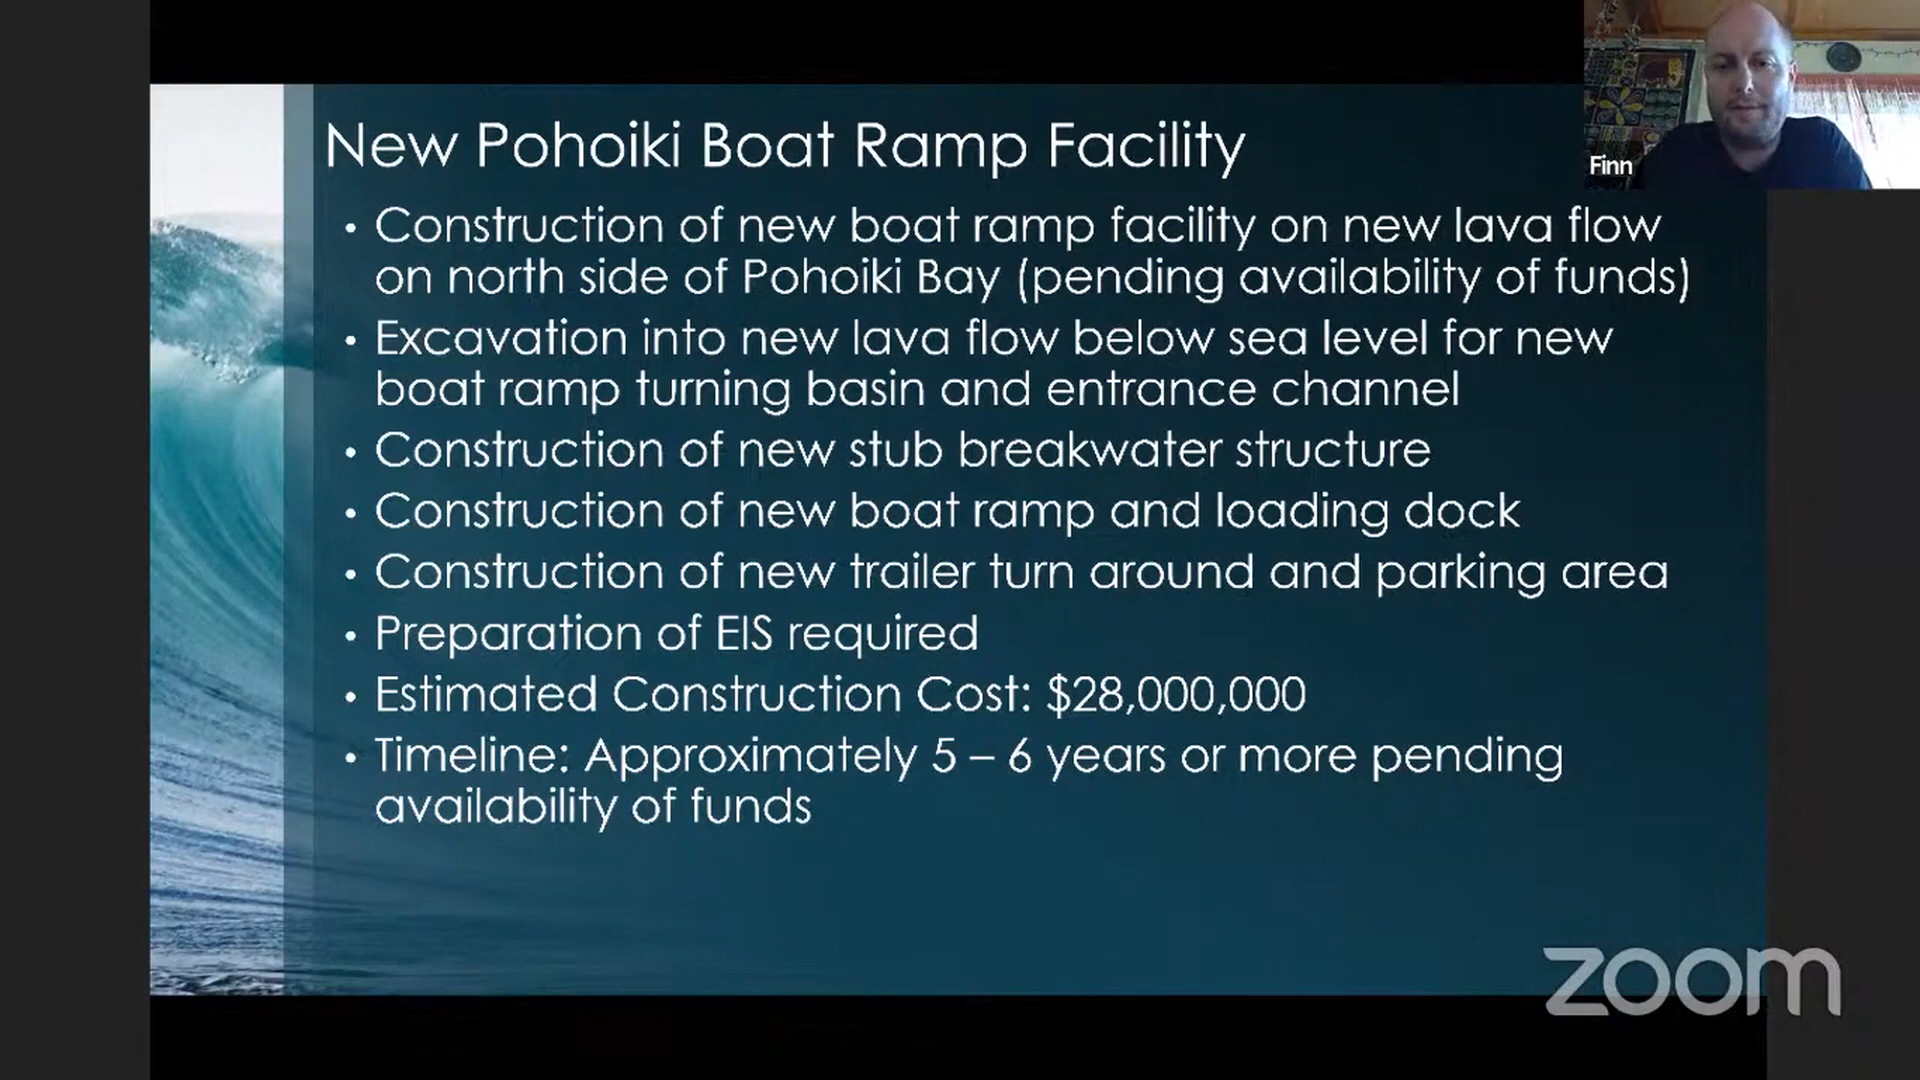 New Pohoiki Boat Ramp Facility
Finn
• Construction of new boat ramp facility on new lava flow
on north side of Pohoiki Bay (pending availability of funds)
• Excavation into new lava flow below sea level for new
boat ramp turning basin and entrance channel
• Construction of new stub breakwater structure
• Construction of new boat ramp and loading dock
• Construction of new trailer turn around and parking area
• Preparation of EIS required
• Estimated Construction Cost: $28,000,000
• Timeline: Approximately 5 – 6 years or more pending
availability of funds
zoom